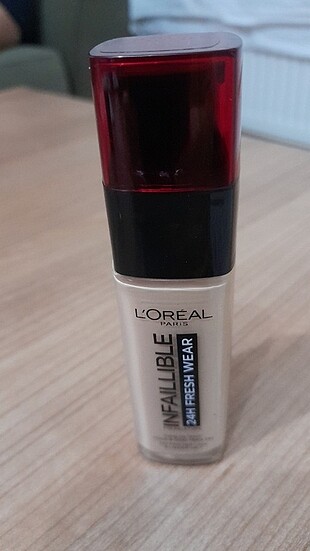 L'ORÉAL
PARIS
INFAILLIBLE
24H FRESH WEAR